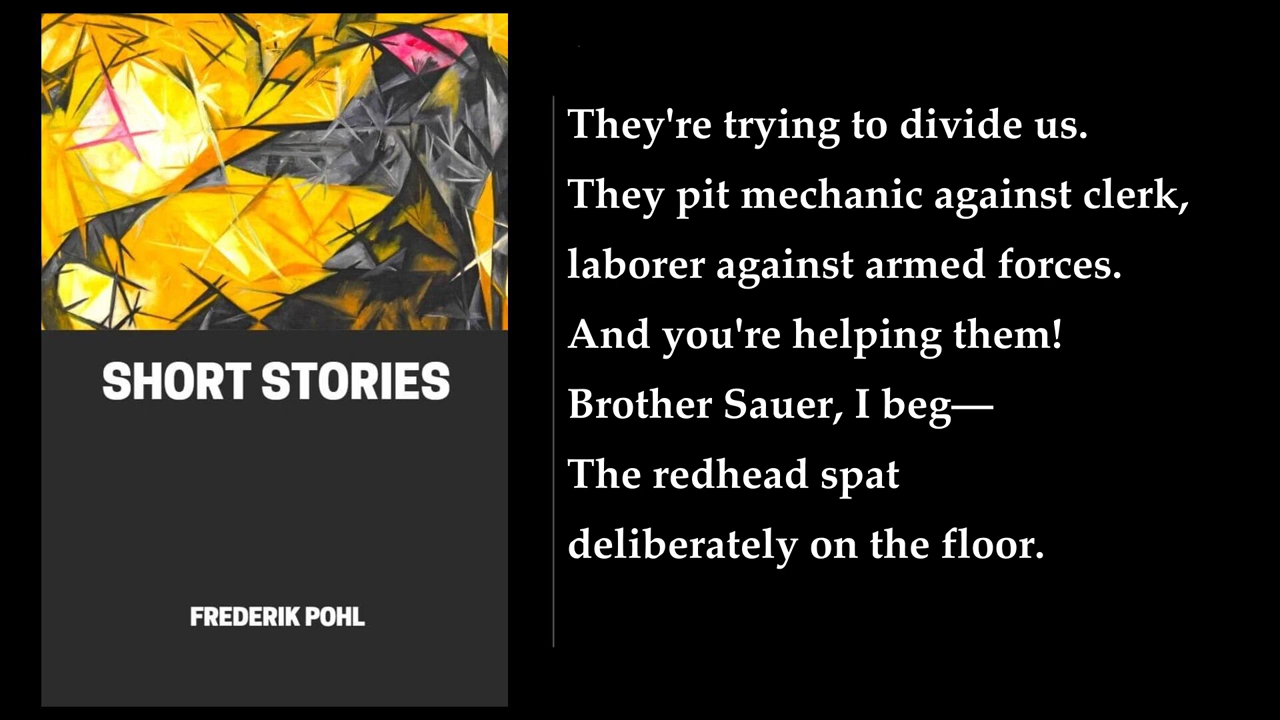 SHORT STORIES
FREDERIK POHL
They're trying to divide us.
They pit mechanic against clerk,
laborer against armed forces.
And you're helping them!
Brother Sauer, I beg—
The redhead spat
deliberately on the floor.